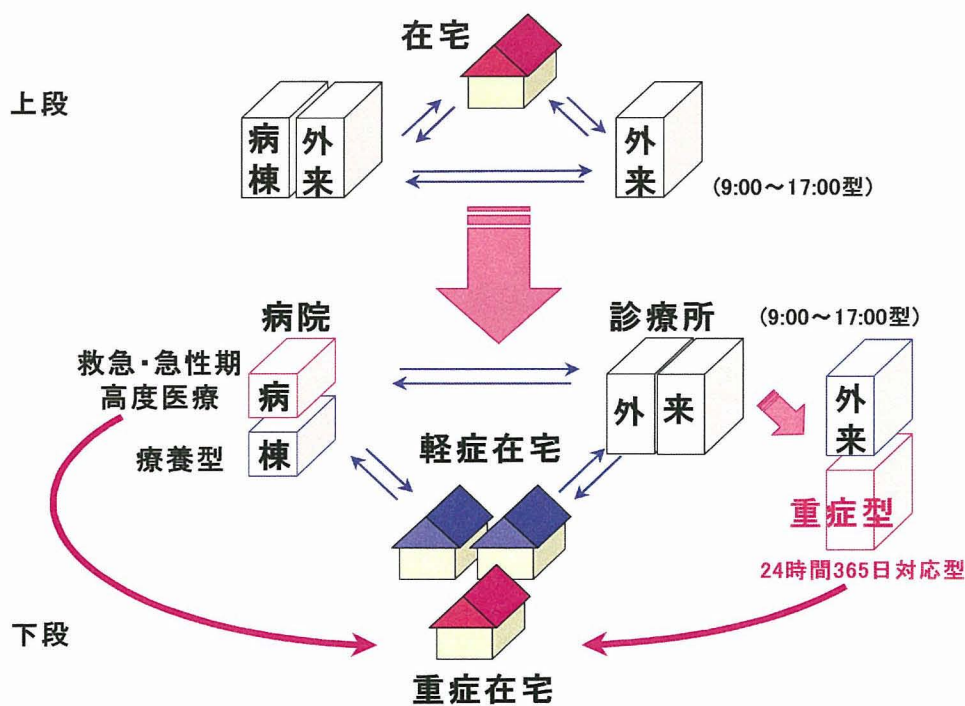 在宅
上段
病棟
外来
外来
(9:00～17:00型)
病院
診療所
(9:00～17:00型)
救急・急性期
高度医療
病
棟
療養型
外
来
外来
軽症在宅
重症型
24時間365日対応型
下段
重症在宅